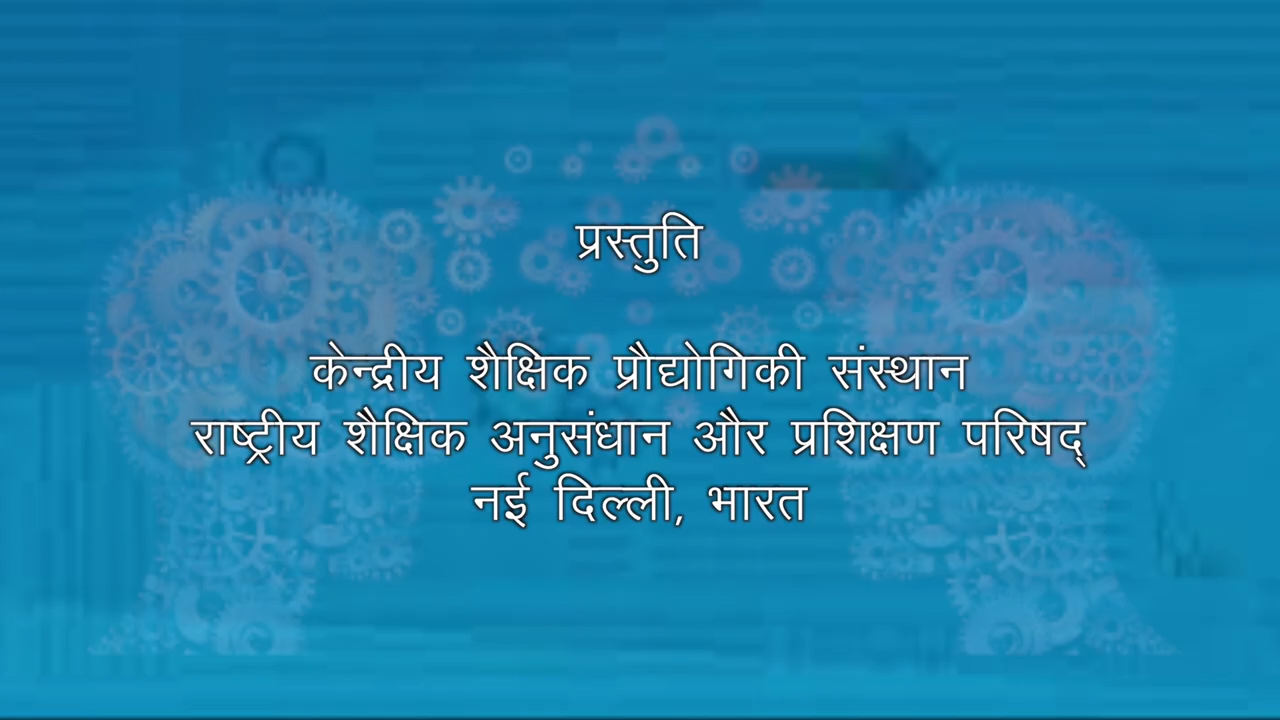 प्रस्तुति
केन्द्रीय शैक्षिक प्रौद्योगिकी संस्थान
राष्ट्रीय शैक्षिक अनुसंधान और प्रशिक्षण परिषद्
नई दिल्ली, भारत